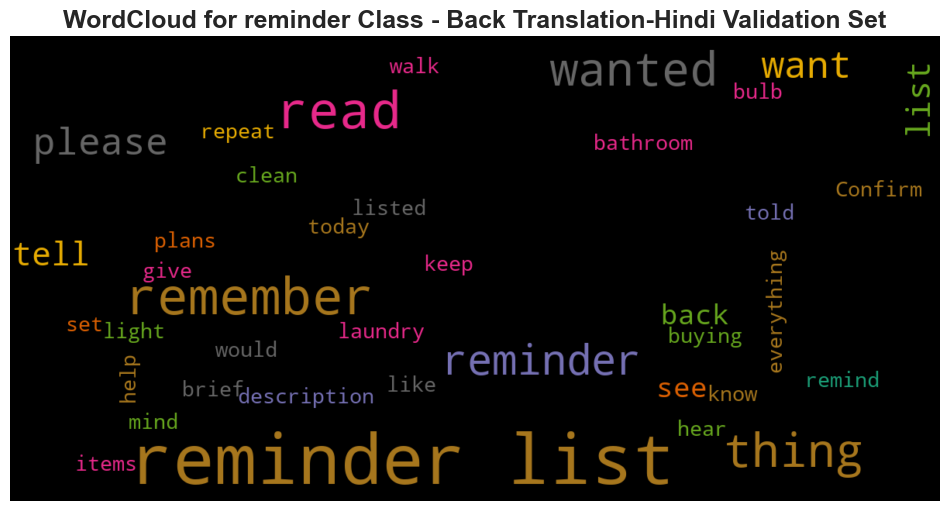 WordCloud for reminder Class - Back Translation-Hindi Validation Set
walk
wanted
want
list
read
bulb
please
repeat
bathroom
clean
Confirm
listed
told
today
plans
tell
give
keep
everything
remember
set
light
laundry
back
buying
would
reminder
help
brief
description
like
see
know
remind
mind
hear
items
reminder list
thing